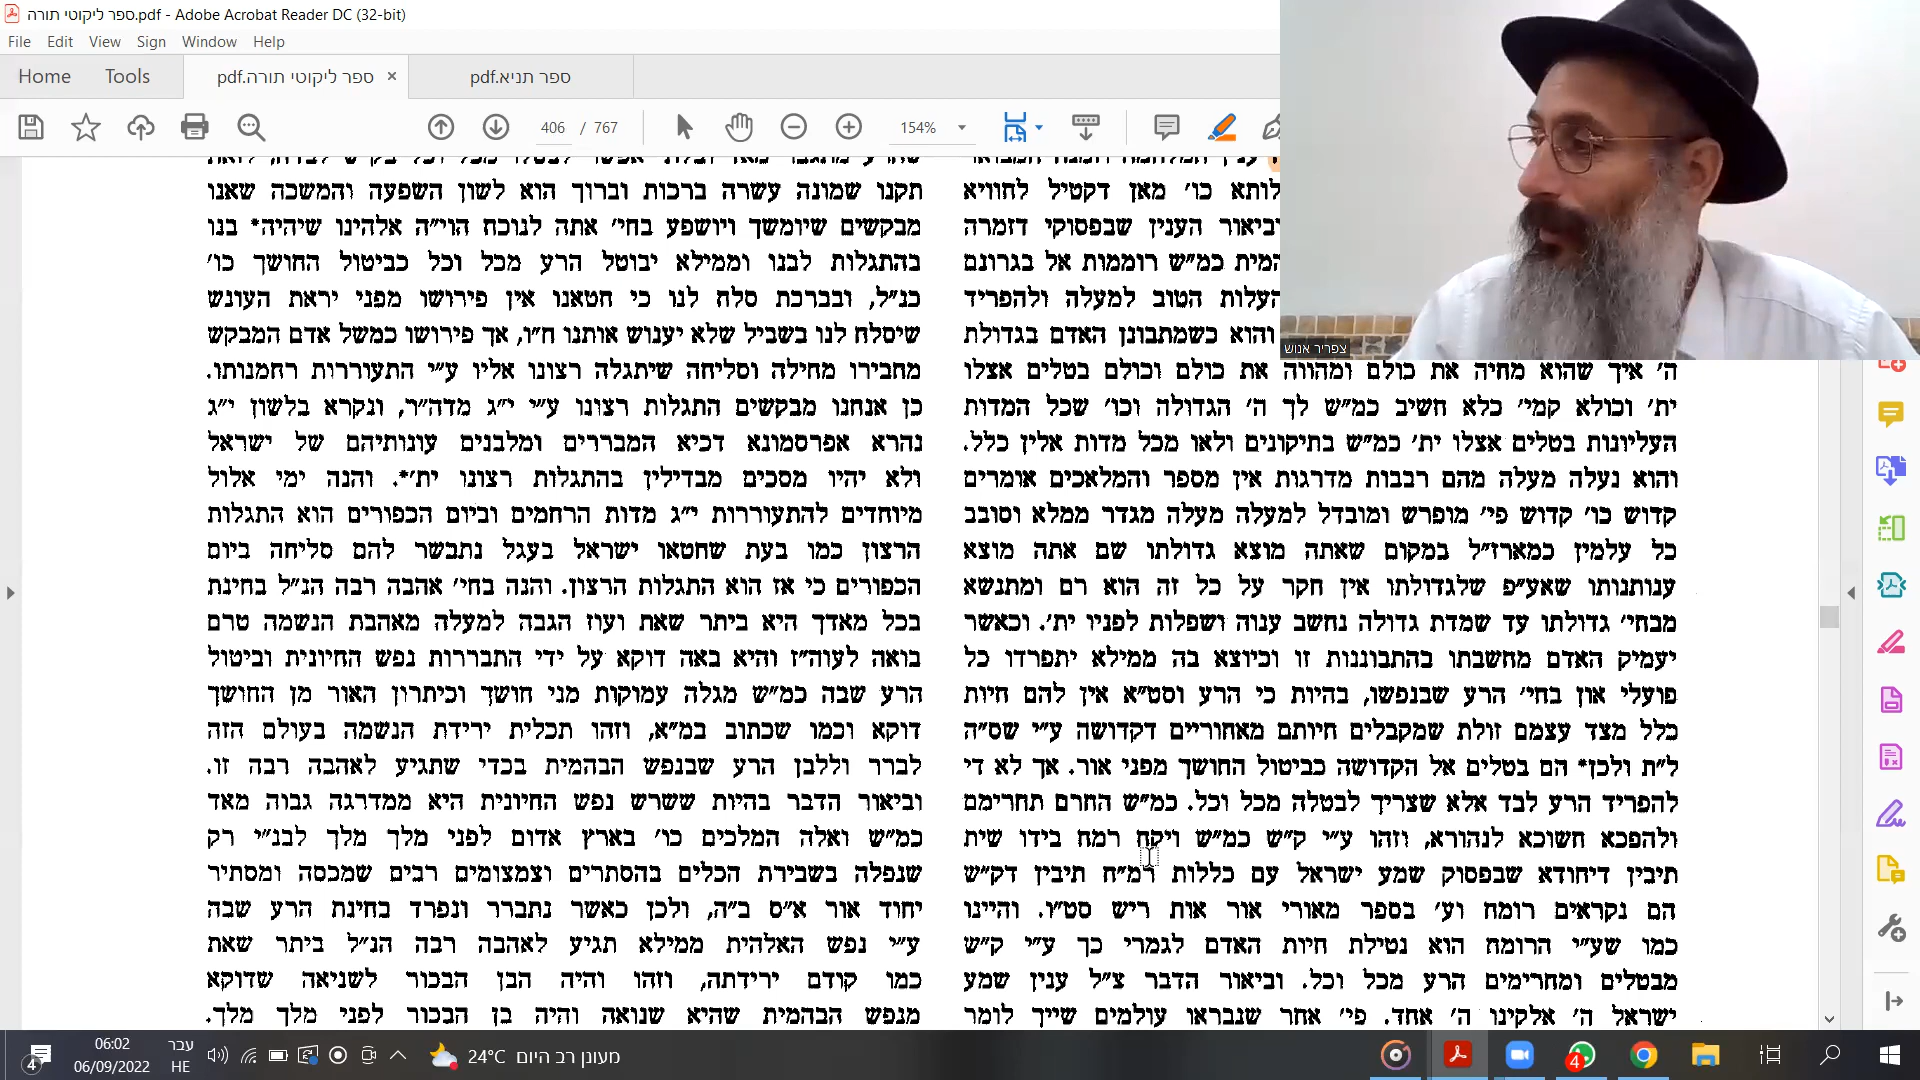 ספר ליקוטי תורה.pdf - Adobe Acrobat Reader DC (32-bit)
File Edit View Sign Window Help
Home Tools ספר ליקוטי תורה.pdf × ספר תניא.pdf
406 / 767 154%
צפריר אנוש
לותא כו׳ מאן דקטיל לחוויא
ביאור הענין שבפסוקי דזמרה
המית כמ״ש רוממות אל בגרונם
העלות הטוב למעלה ולהפריד
והוא כשמתבונן האדם בגדולת
ה׳ איך שהוא מחיה את כולם ומהווה את כולם וכולם בטלים אצלו
ית׳ וכולא קמי׳ כלא חשיב כמ״ש לך ה׳ הגדולה וכו׳ שכל המדות
העליונות בטלים אצלו ית׳ כמ״ש בתיקונים ולאו מכל מדות אלין כלל.
והוא נעלה מעלה מהם רבבות מדרגות אין מספר והמלאכים אומרים
קדוש כו׳ קדוש פי׳ מופרש ומובדל למעלה מעלה מגדר ממלא וסובב
כל עלמין כמארז״ל במקום שאתה מוצא גדולתו שם אתה מוצא
ענותנותו שאע״פ שלגדולתו אין חקר על כל זה הוא רם ומתנשא
מבחי׳ גדולתו עד שמדת גדולה נחשב ענוה ושפלות לפניו ית׳. וכאשר
יעמיק האדם מחשבתו בהתבוננות זו וכיוצא בה ממילא יתפרדו כל
פועלי און בחי׳ הרע שבנפשו, בהיות כי הרע וסט״א אין להם חיות
כלל מצד עצמם זולת שמקבלים חיותם מאחוריים דקדושה ע״י שס״ה
ל״ת ולכן* הם בטלים אל הקדושה כביטול החושך מפני אור. אך לא די
להפריד הרע לבד אלא שצריך לבטלה מכל וכל. כמ״ש החרם תחרימם
ולהפכא חשוכא לנהורא, וזהו ע״י ק״ש כמ״ש ויקח רמח בידו שית
תיבין דיחודא שבפסוק שמע ישראל עם כללות רמ״ח תיבין דק״ש
הם נקראים רומח וע׳ בספר מאורי אור אות ריש סט״ו. והיינו
כמו שע״י הרומח הוא נטילת חיות האדם לגמרי כך ע״י ק״ש
מבטלים ומחרימים הרע מכל וכל. וביאור הדבר צ״ל ענין שמע
ישראל ה׳ אלקינו ה׳ אחד. פי׳ אחר שנבראו עולמים שייך לומר
תקנו שמונה עשרה ברכות וברוך הוא לשון השפעה והמשכה שאנו
מבקשים שיומשך ויושפע בחי׳ אתה לנוכח הוי״ה אלהינו שיהיה* בנו
בהתגלות לבנו וממילא יבוטל הרע מכל וכל כביטול החושך כו׳
כנ״ל, ובברכת סלח לנו כי חטאנו אין פירושו מפני יראת העונש
שיסלח לנו בשביל שלא יענוש אותנו ח״ו, אך פירושו כמשל אדם המבקש
מחבירו מחילה וסליחה שיתגלה רצונו אליו ע״י התעוררות רחמנותו.
כן אנחנו מבקשים התגלות רצונו ע״י י״ג מדה״ר, ונקרא בלשון י״ג
נהרא אפרסמונא דכיא המבררים ומלבנים עונותיהם של ישראל
ולא יהיו מסכים מבדילין בהתגלות רצונו ית׳*. והנה ימי אלול
מיוחדים להתעוררות י״ג מדות הרחמים וביום הכפורים הוא התגלות
הרצון כמו בעת שחטאו ישראל בעגל נתבשר להם סליחה ביום
הכפורים כי אז הוא התגלות הרצון. והנה בחי׳ אהבה רבה הנ״ל בחינת
בכל מאדך היא ביתר שאת ועוז הגבה למעלה מאהבת הנשמה טרם
בואה לעוה״ז והיא באה דוקא על ידי התבררות נפש החיונית וביטול
הרע שבה כמ״ש מגלה עמוקות מני חושך וכיתרון האור מן החושך
דוקא וכמו שכתוב במ״א, וזהו תכלית ירידת הנשמה בעולם הזה
לברר וללבן הרע שבנפש הבהמית בכדי שתגיע לאהבה רבה זו.
וביאור הדבר בהיות ששרש נפש החיונית היא ממדרגה גבוה מאד
כמ״ש ואלה המלכים כו׳ בארץ אדום לפני מלך מלך לבנ״י רק
שנפלה בשבירת הכלים בהסתרים וצמצומים רבים שמכסה ומסתיר
יחוד אור א״ס ב״ה, ולכן כאשר נתברר ונפרד בחינת הרע שבה
ע״י נפש האלהית ממילא תגיע לאהבה רבה הנ״ל ביתר שאת
כמו קודם ירידתה, וזהו והיה הבן הבכור לשניאה שדוקא
מנפש הבהמית שהיא שנואה והיה בן הבכור לפני מלך מלך.
4 06:02 06/09/2022 עבר HE 24°C מעונן רב היום 4